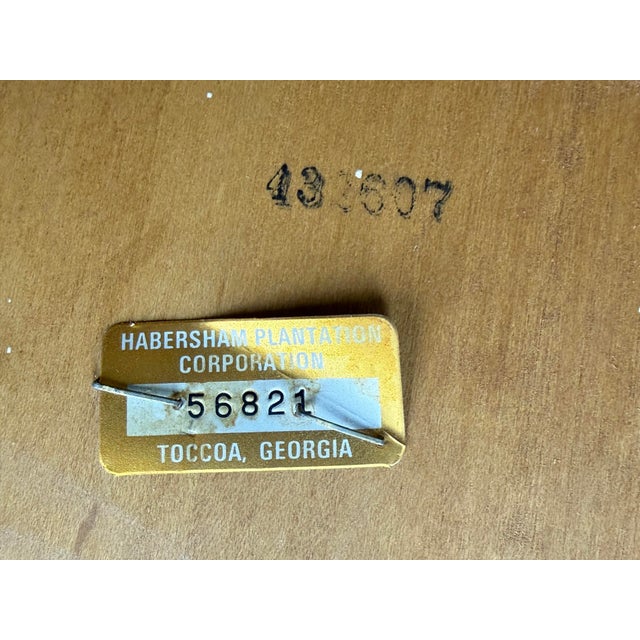 HABERSHAM PLANTATION
CORPORATION
56821
TOCCOA, GEORGIA